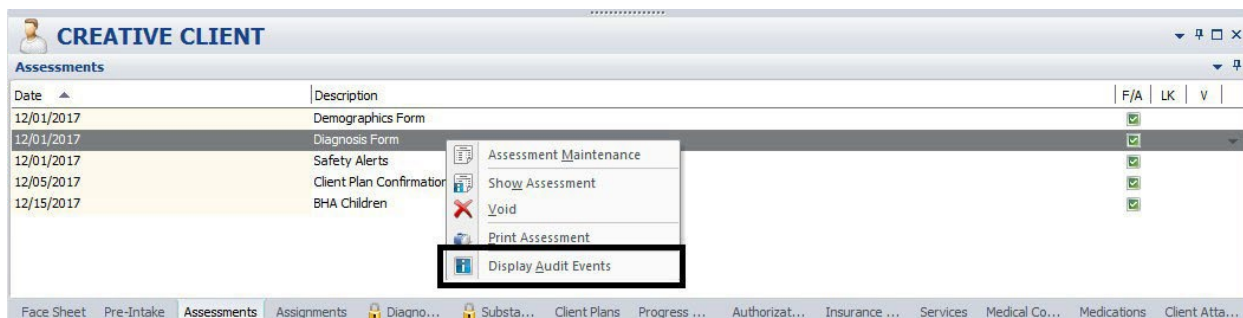 CREATIVE CLIENT
Assessments
Date Description F/A LK V
12/01/2017 Demographics Form
12/01/2017 Diagnosis Form
12/01/2017 Safety Alerts
12/05/2017 Client Plan Confirmation
12/15/2017 BHA Children
Assessment Maintenance
Show Assessment
Void
Print Assessment
Display Audit Events
Face Sheet Pre-Intake Assessments Assignments Diagno... Substa... Client Plans Progress ... Authorizat... Insurance ... Services Medical Co... Medications Client Atta...